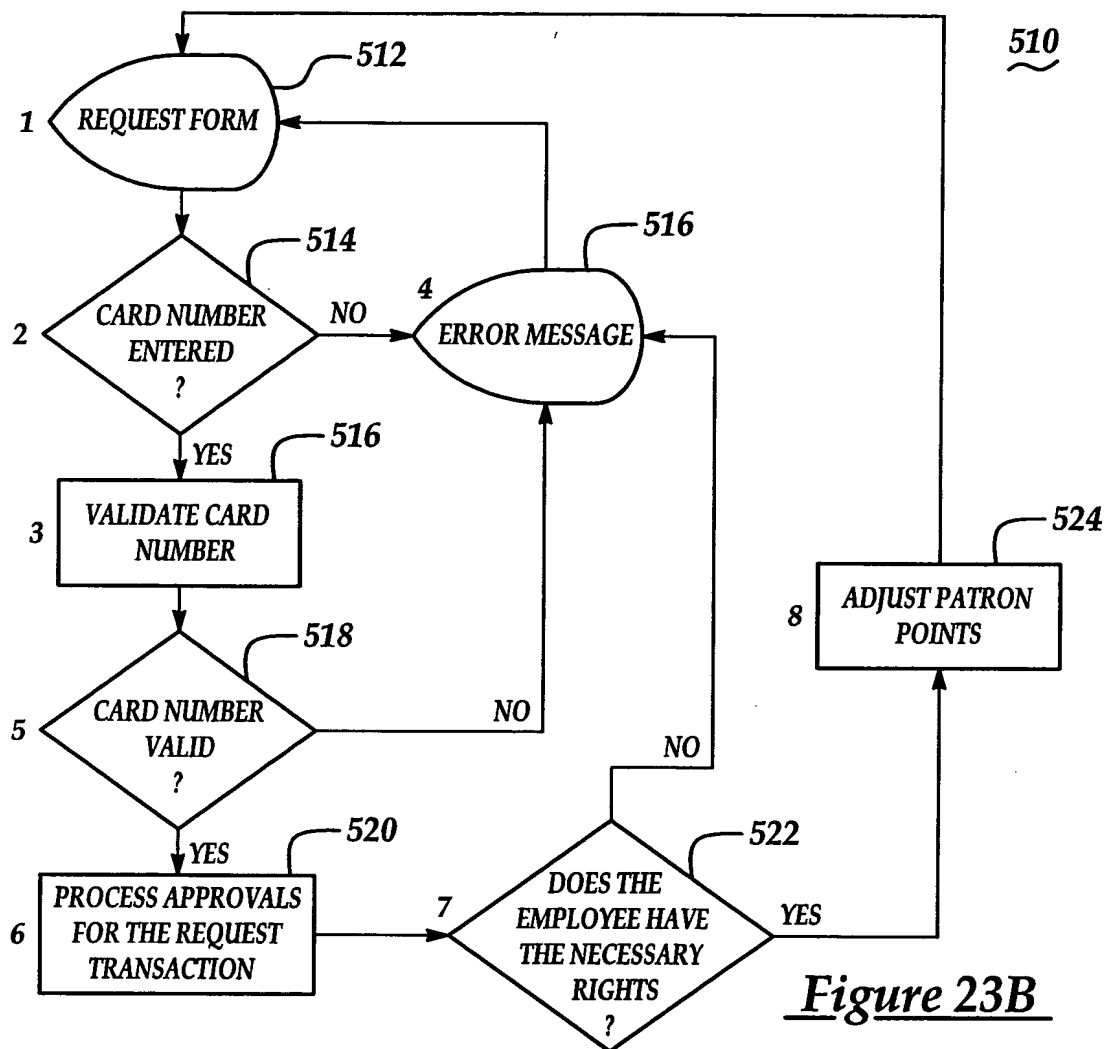 510
512
1
REQUEST FORM
514
2
CARD NUMBER
ENTERED
?
NO
516
4
ERROR MESSAGE
YES
516
3
VALIDATE CARD
NUMBER
518
5
CARD NUMBER
VALID
?
NO
YES
520
6
PROCESS APPROVALS
FOR THE REQUEST
TRANSACTION
522
7
DOES THE
EMPLOYEE HAVE
THE NECESSARY
RIGHTS
?
NO
YES
524
8
ADJUST PATRON
POINTS
Figure 23B